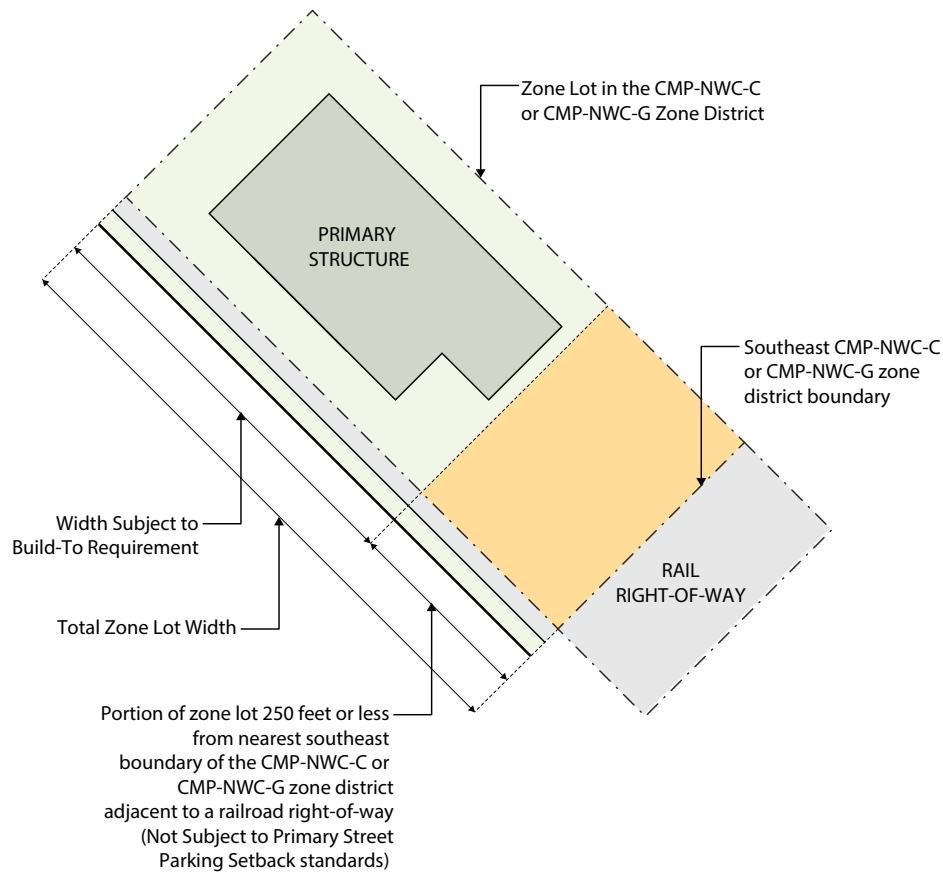 Zone Lot in the CMP-NWC-C
or CMP-NWC-G Zone District
PRIMARY
STRUCTURE
Southeast CMP-NWC-C
or CMP-NWC-G zone
district boundary
Width Subject to
Build-To Requirement
RAIL
RIGHT-OF-WAY
Total Zone Lot Width
Portion of zone lot 250 feet or less
from nearest southeast
boundary of the CMP-NWC-C or
CMP-NWC-G zone district
adjacent to a railroad right-of-way
(Not Subject to Primary Street
Parking Setback standards)